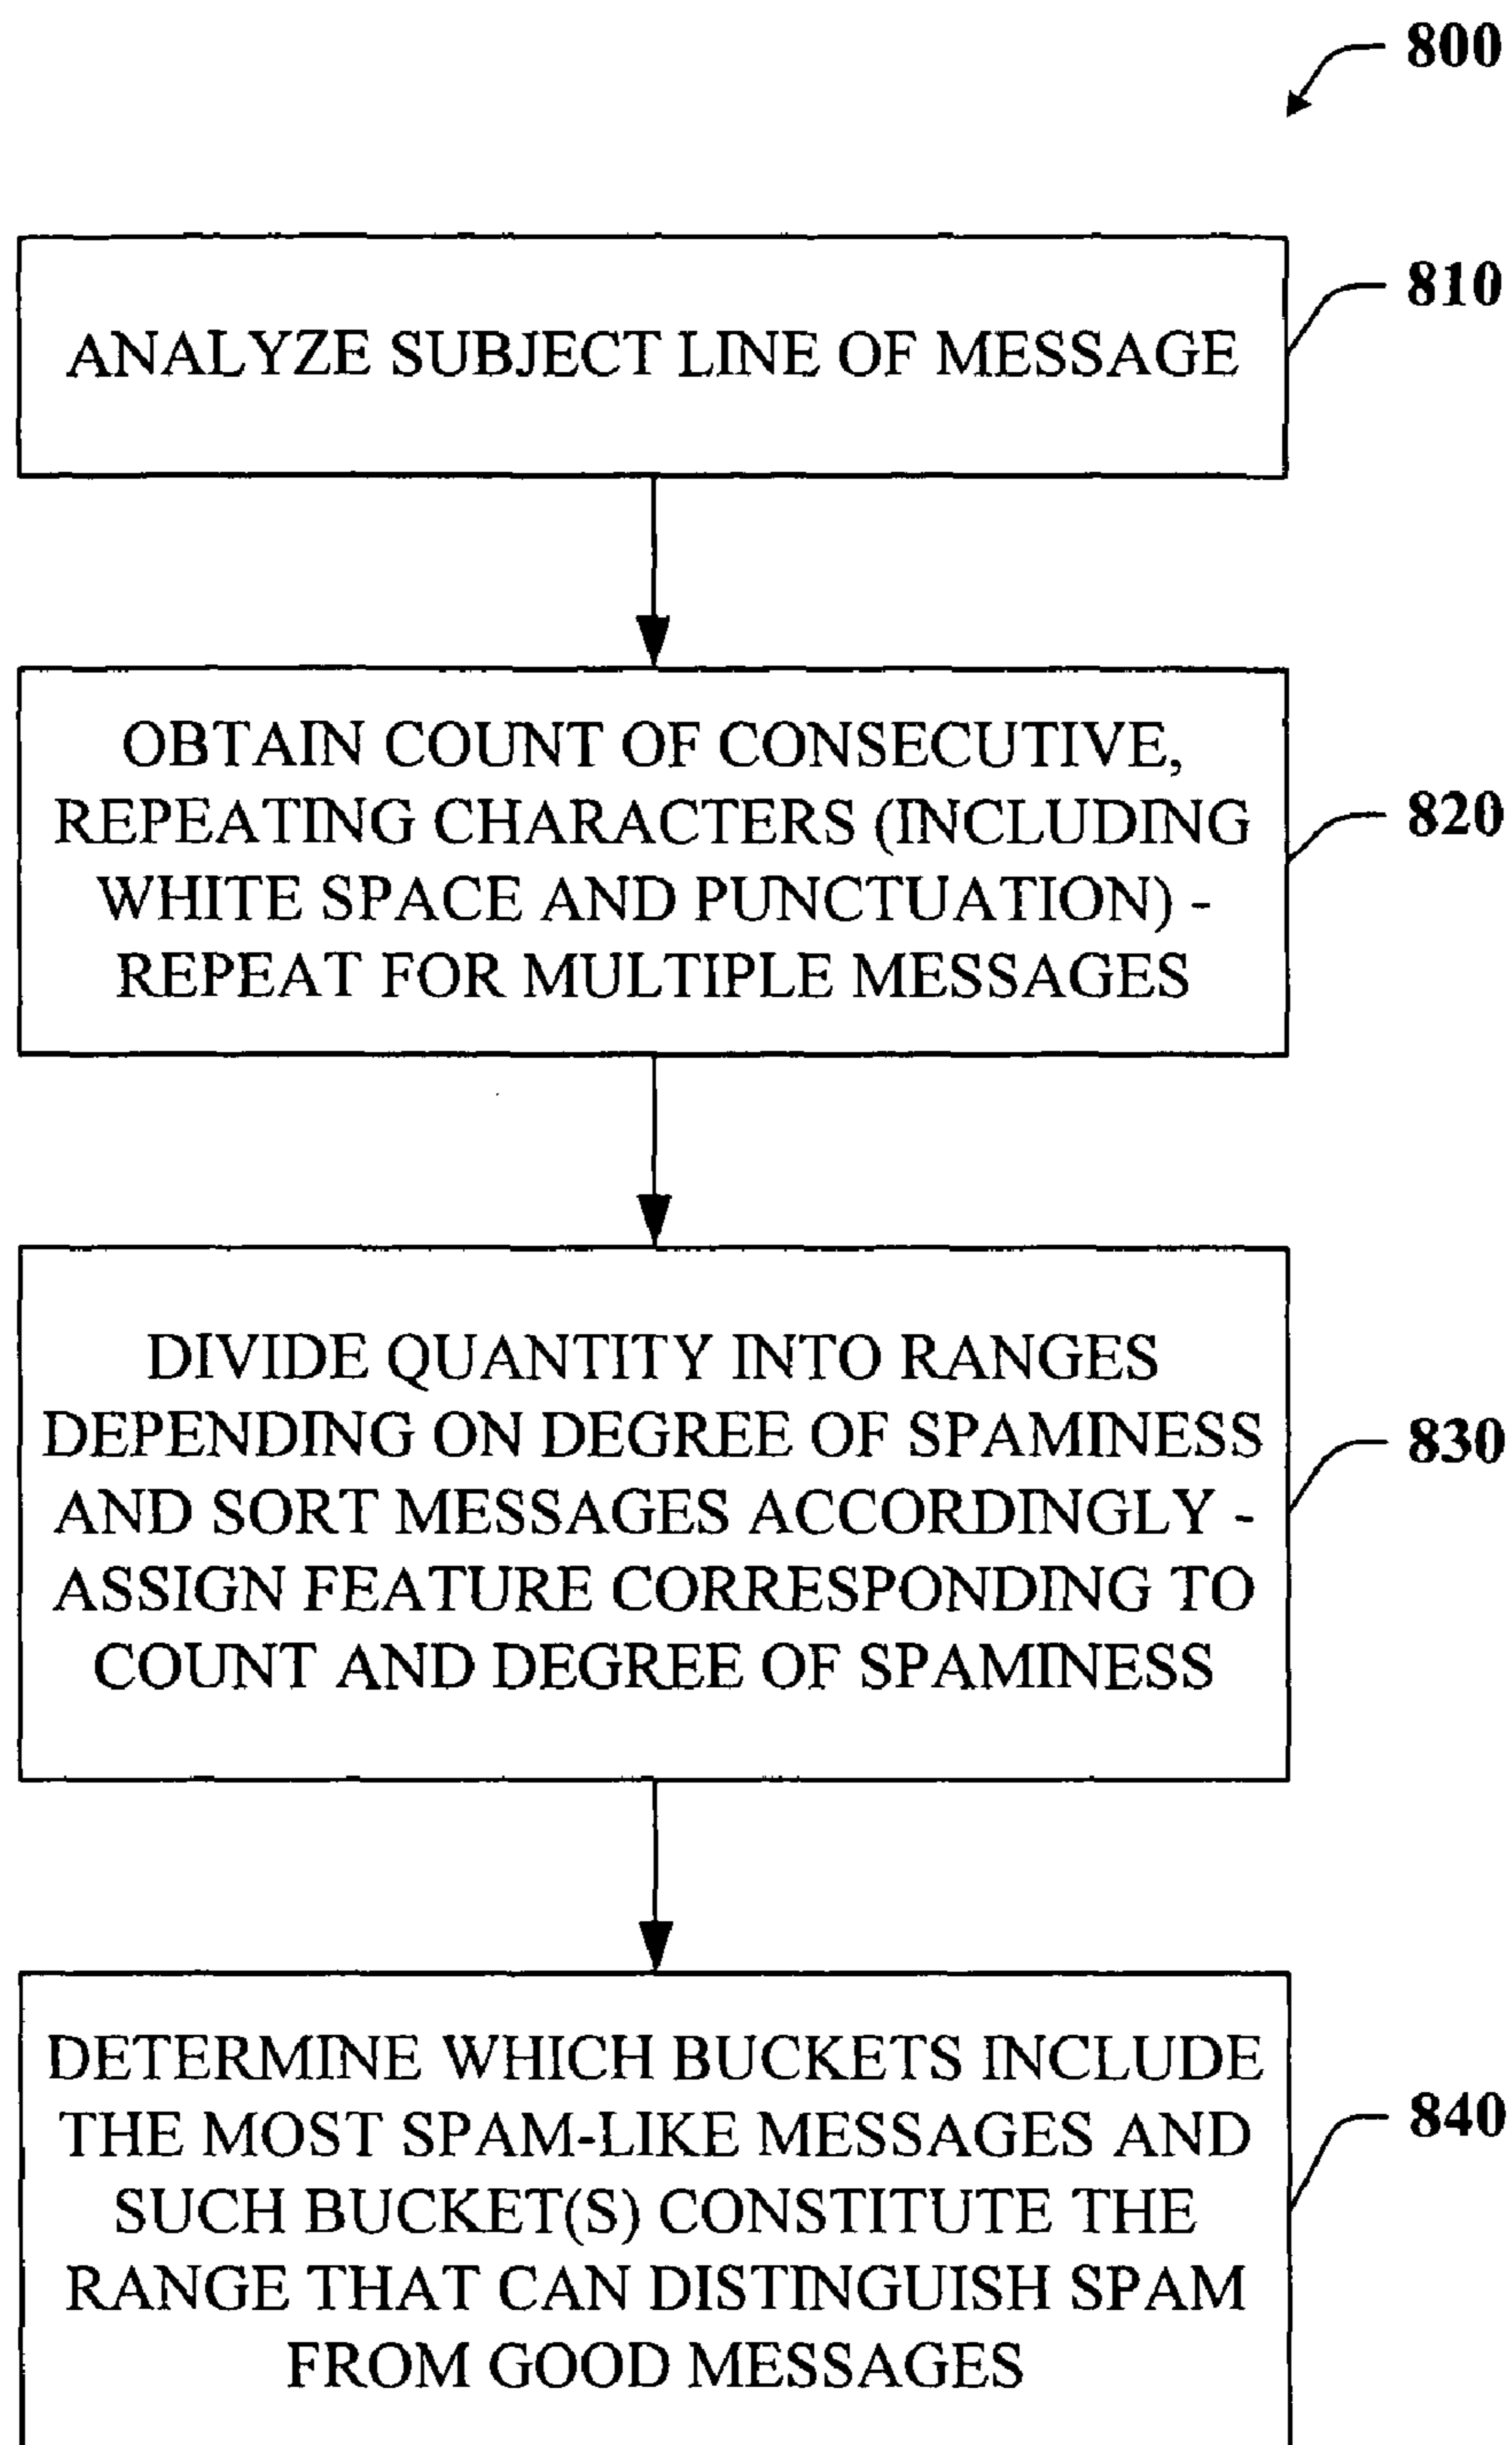 800
ANALYZE SUBJECT LINE OF MESSAGE
810
OBTAIN COUNT OF CONSECUTIVE,
REPEATING CHARACTERS (INCLUDING
WHITE SPACE AND PUNCTUATION) -
REPEAT FOR MULTIPLE MESSAGES
820
DIVIDE QUANTITY INTO RANGES
DEPENDING ON DEGREE OF SPAMINESS
AND SORT MESSAGES ACCORDINGLY -
ASSIGN FEATURE CORRESPONDING TO
COUNT AND DEGREE OF SPAMINESS
830
DETERMINE WHICH BUCKETS INCLUDE
THE MOST SPAM-LIKE MESSAGES AND
SUCH BUCKET(S) CONSTITUTE THE
RANGE THAT CAN DISTINGUISH SPAM
FROM GOOD MESSAGES
840